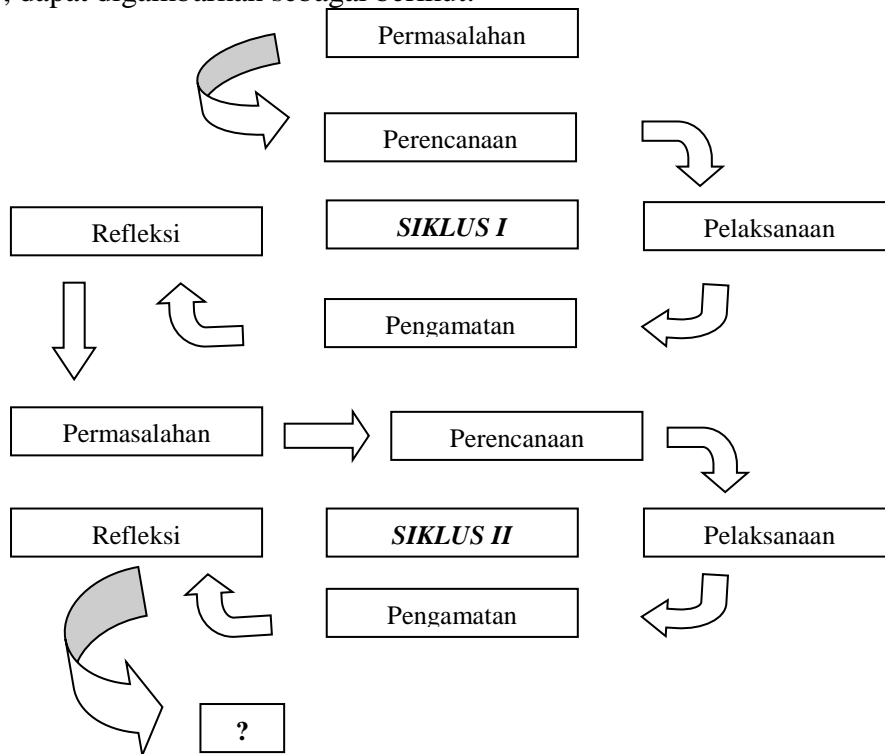 , dapat digambarkan sebagai berikut:
Permasalahan
Perencanaan
Refleksi
SIKLUS I
Pelaksanaan
Pengamatan
Permasalahan
Perencanaan
Refleksi
SIKLUS II
Pelaksanaan
Pengamatan
?